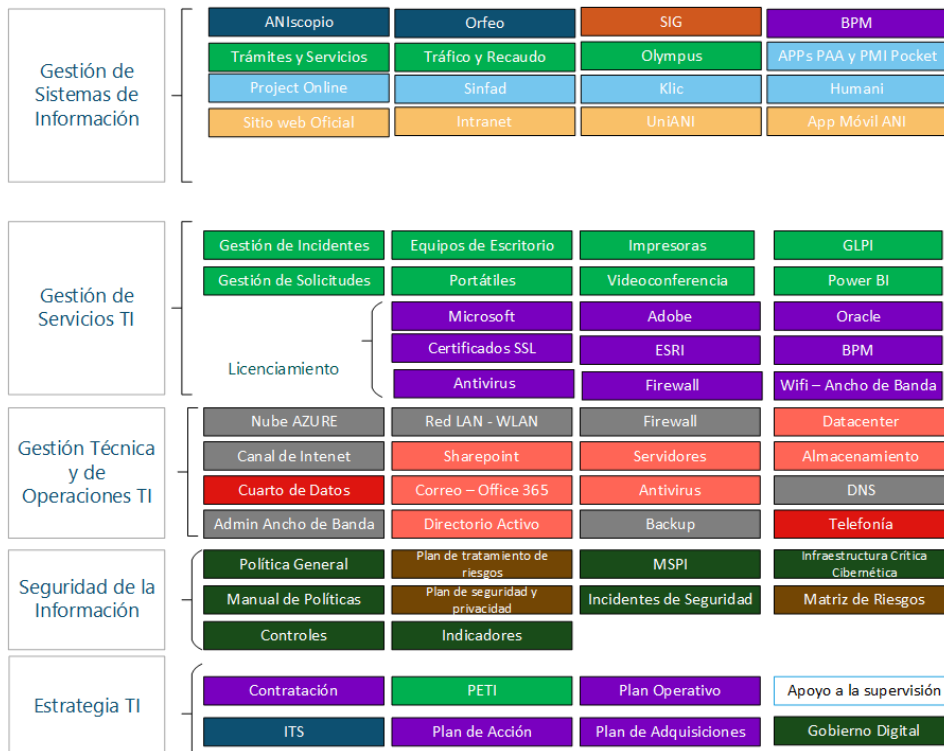 Gestión de
Sistemas de
Información
ANIscopio
Orfeo
SIG
BPM
Trámites y Servicios
Tráfico y Recaudo
Olympus
APPs PAA y PMI Pocket
Project Online
Sinfad
Klic
Humani
Sitio web Oficial
Intranet
UniANI
App Móvil ANI
Gestión de
Servicios TI
Gestión de Incidentes
Equipos de Escritorio
Impresoras
GLPI
Gestión de Solicitudes
Portátiles
Videoconferencia
Power BI
Licenciamiento
Microsoft
Adobe
Oracle
Certificados SSL
ESRI
BPM
Antivirus
Firewall
Wifi – Ancho de Banda
Gestión Técnica
y de
Operaciones TI
Nube AZURE
Red LAN - WLAN
Firewall
Datacenter
Canal de Intenet
Sharepoint
Servidores
Almacenamiento
Cuarto de Datos
Correo – Office 365
Antivirus
DNS
Admin Ancho de Banda
Directorio Activo
Backup
Telefonía
Seguridad de la
Información
Política General
Plan de tratamiento de
riesgos
MSPI
Infraestructura Crítica
Cibernética
Manual de Políticas
Plan de seguridad y
privacidad
Incidentes de Seguridad
Matriz de Riesgos
Controles
Indicadores
Estrategia TI
Contratación
PETI
Plan Operativo
Apoyo a la supervisión
ITS
Plan de Acción
Plan de Adquisiciones
Gobierno Digital